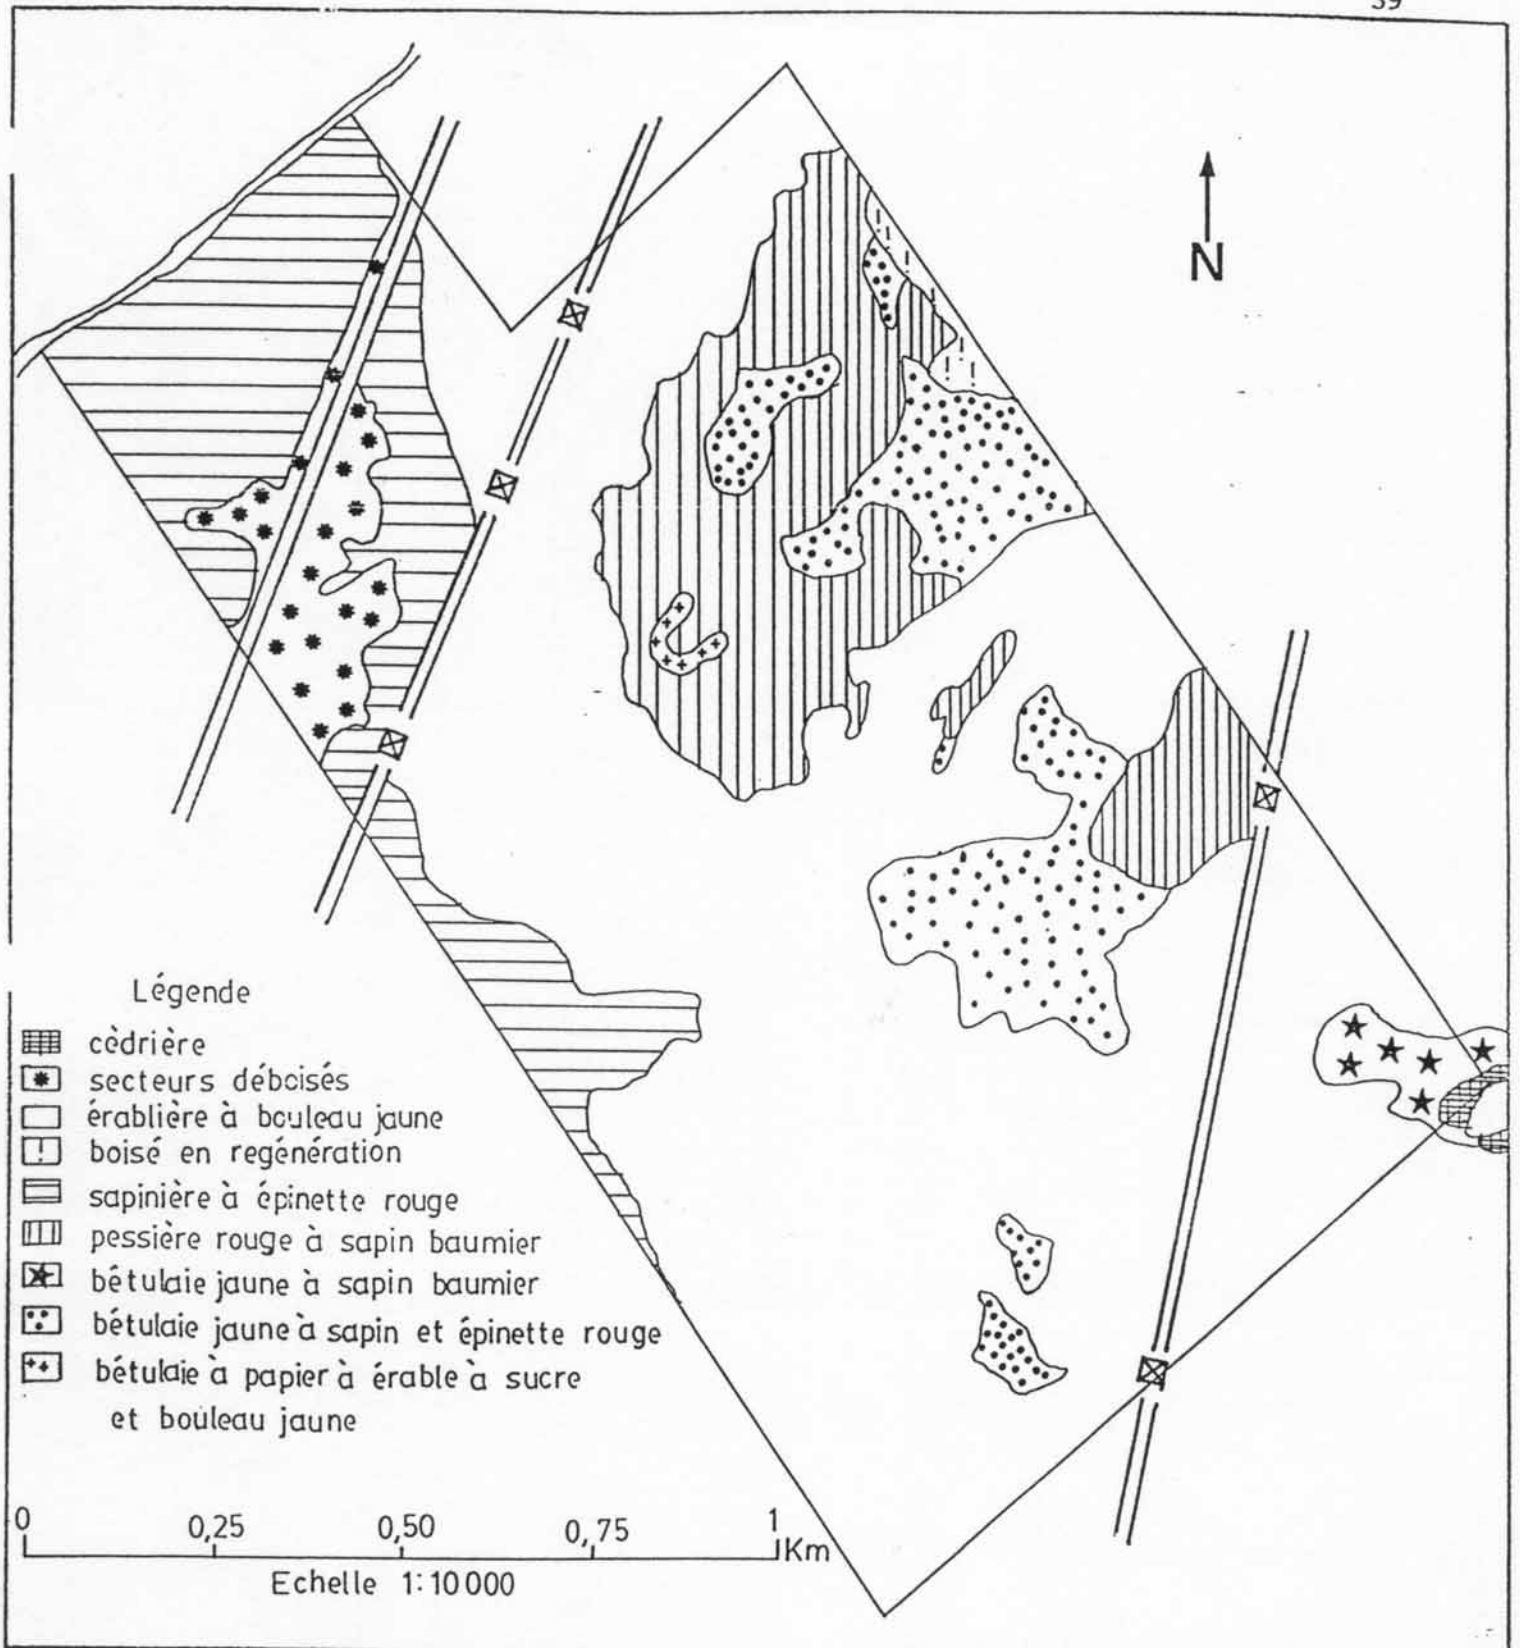 39
N
Légende
cèdrière
secteurs déboisés
érablière à bouleau jaune
boisé en regénération
sapinière à épinette rouge
pessière rouge à sapin baumier
bétulaie jaune à sapin baumier
bétulaie jaune à sapin et épinette rouge
bétulaie à papier à érable à sucre
et bouleau jaune
0 0,25 0,50 0,75 1
Km
Echelle 1:10000